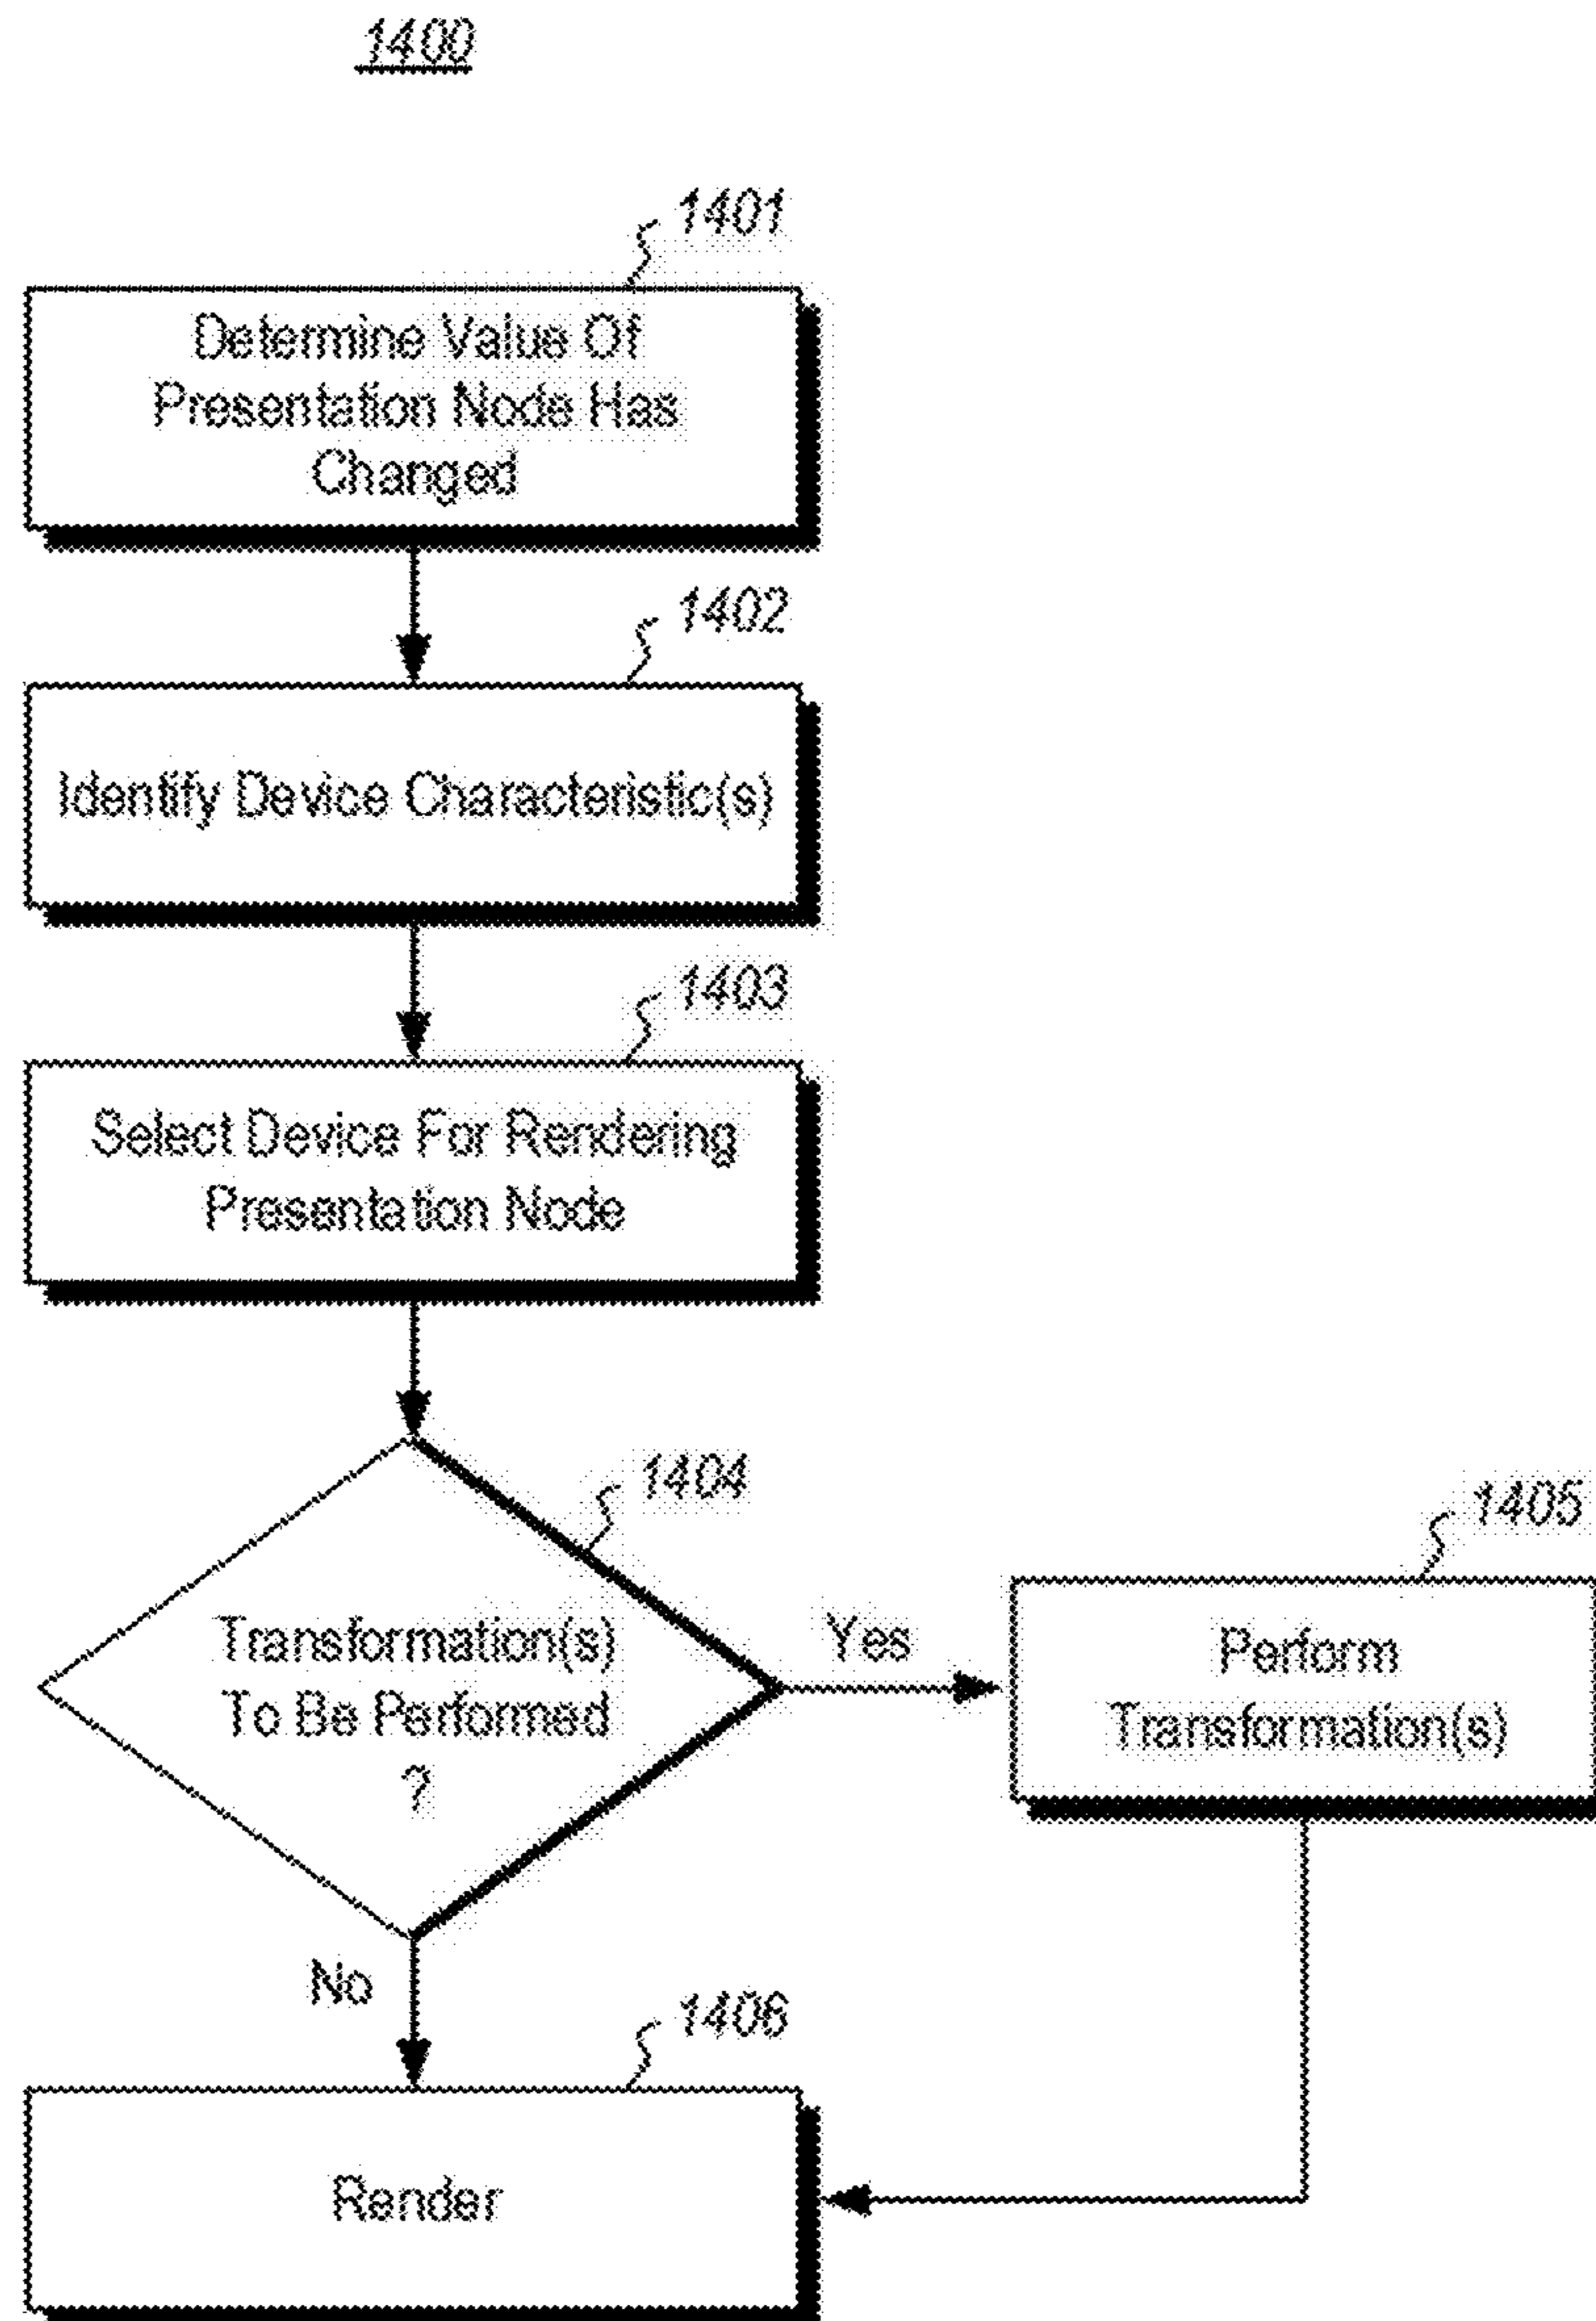 1400
1401
Determine Value Of
Presentation Node Has
Changed
1402
Identify Device Characteristic(s)
1403
Select Device For Rendering
Presentation Node
1404
Transformation(s)
To Be Performed
?
Yes
1405
Perform
Transformation(s)
No
1406
Render